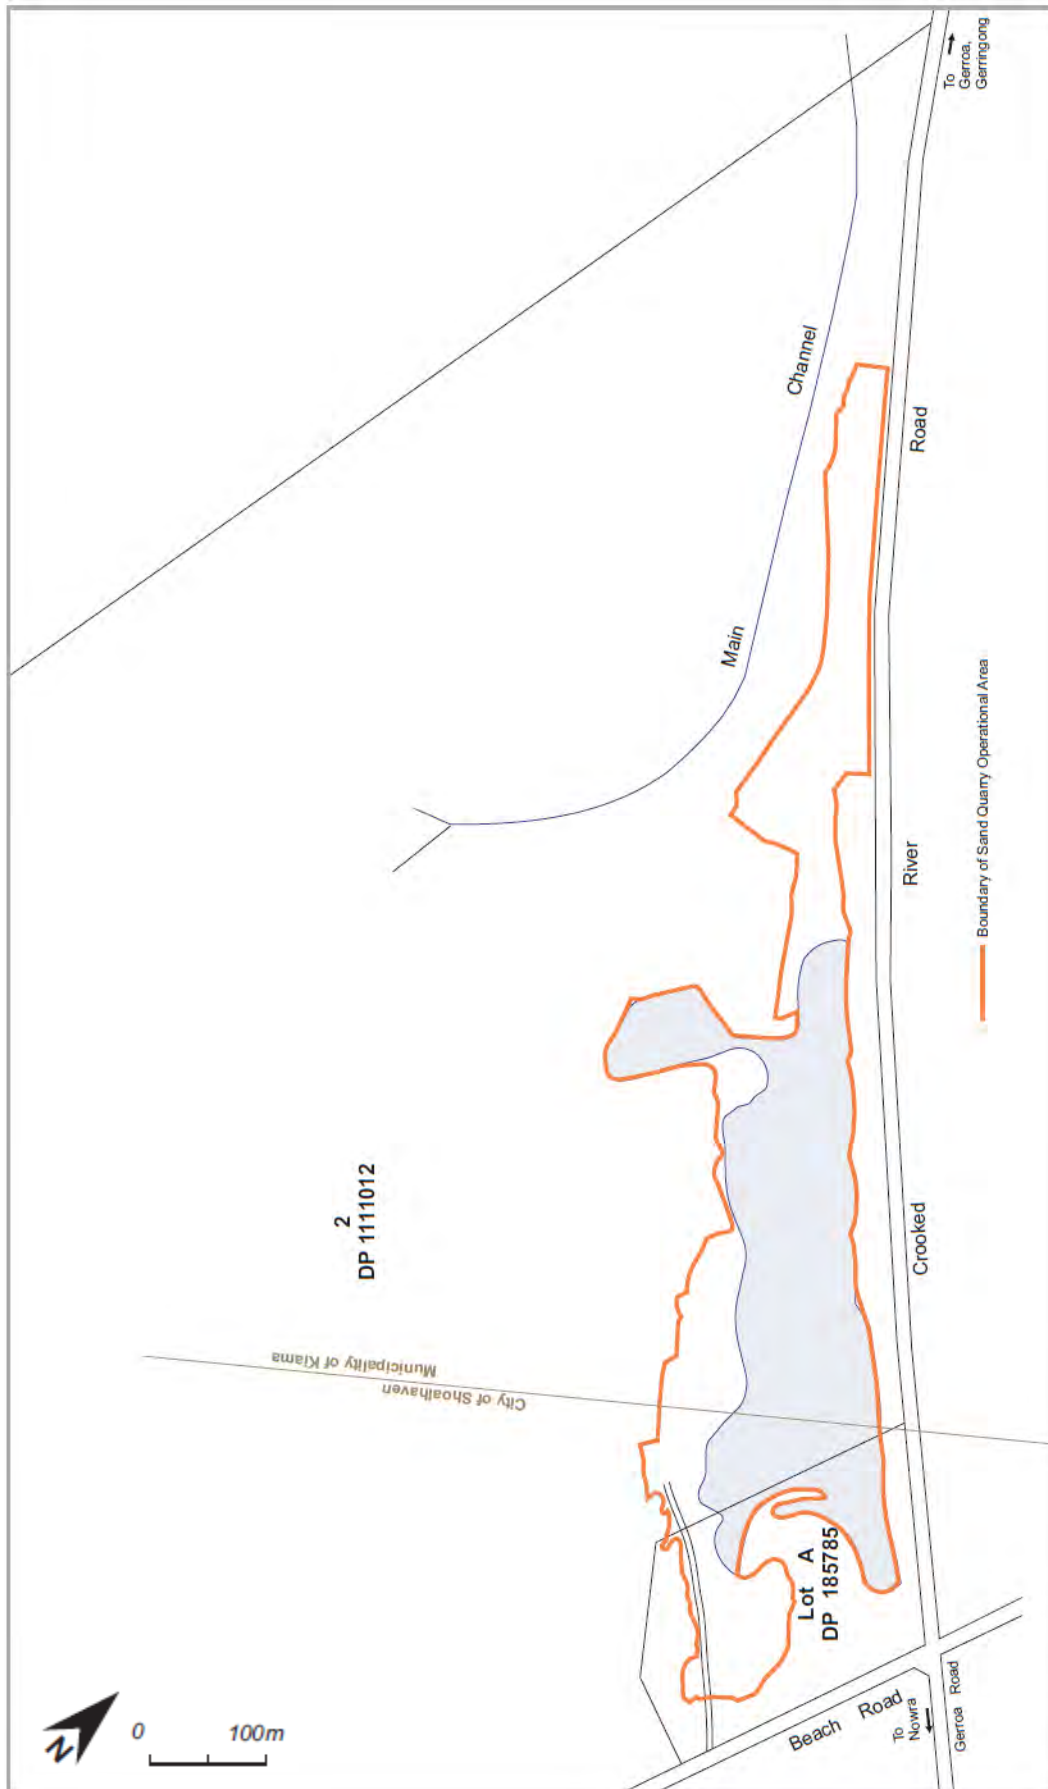 To
Gerroa,
Gerringong
Channel
Road
Main
Boundary of Sand Quarry Operational Area
River
2
DP 1111012
Crooked
Municipality of Kiama
City of Shoalhaven
Lot A
DP 185785
N
0 100m
Beach Road
To
Nowra
Gerroa Road